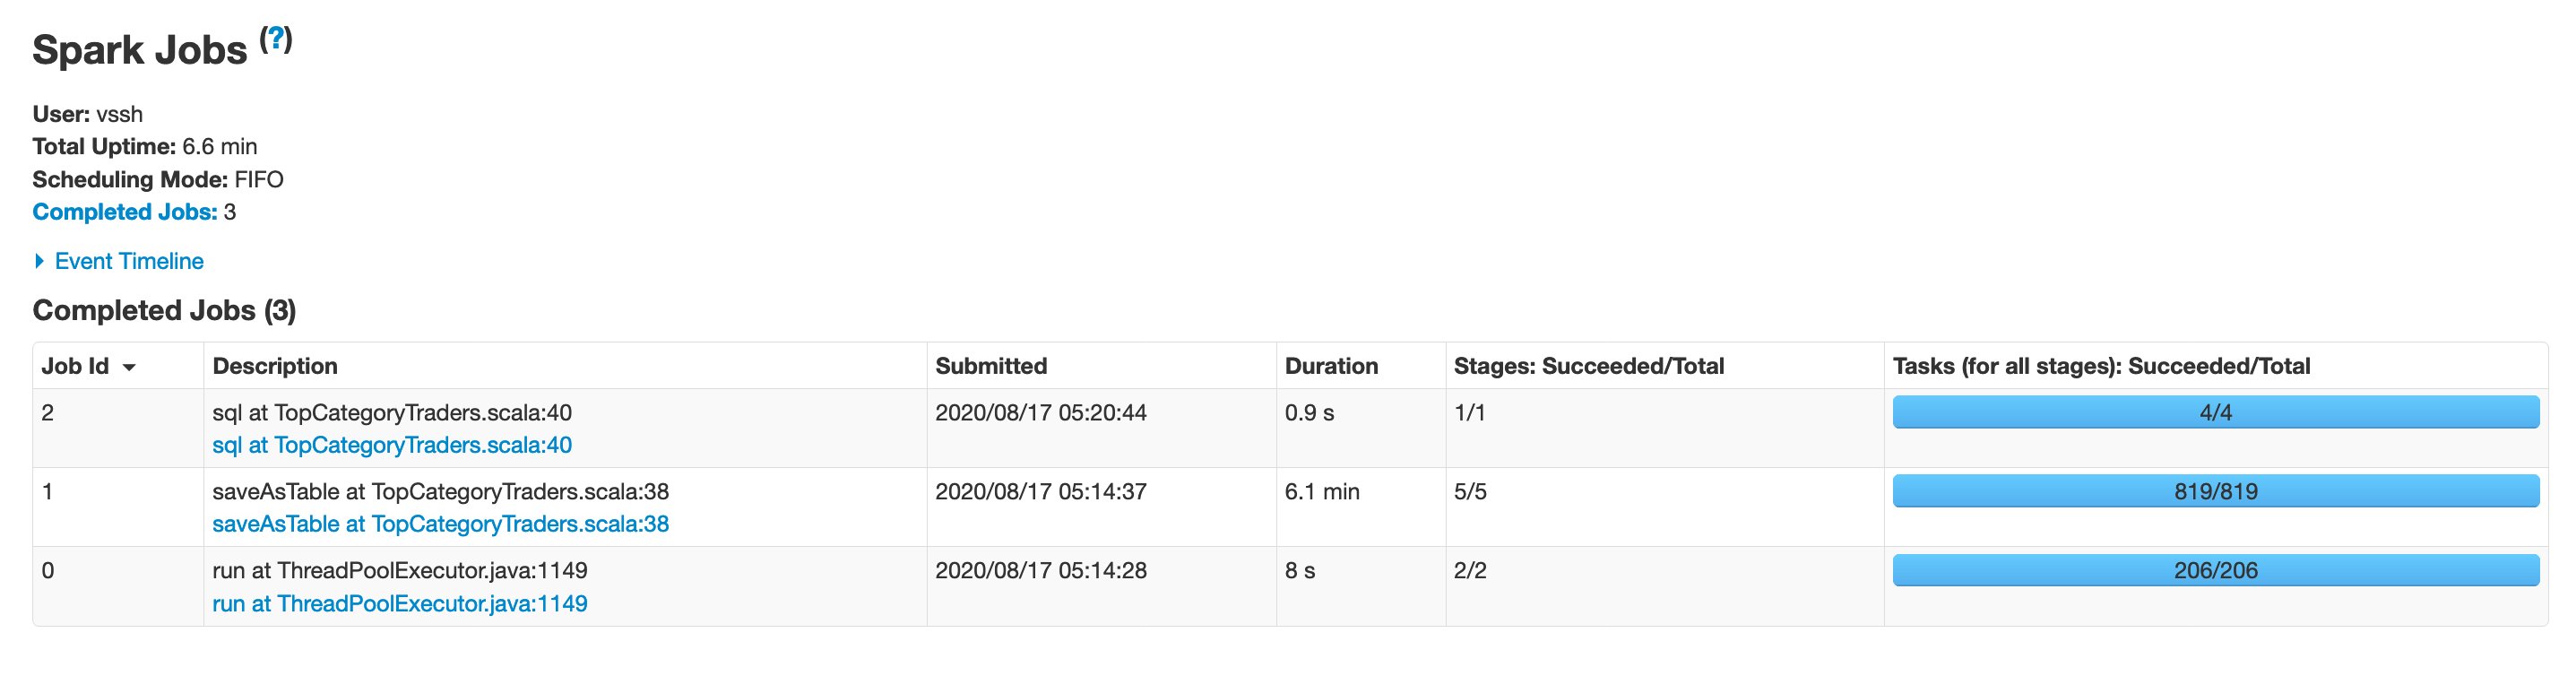 Spark Jobs (?)
User: vssh
Total Uptime: 6.6 min
Scheduling Mode: FIFO
Completed Jobs: 3
Event Timeline
Completed Jobs (3)
Job Id Description Submitted Duration Stages: Succeeded/Total Tasks (for all stages): Succeeded/Total
2 sql at TopCategoryTraders.scala:40 2020/08/17 05:20:44 0.9 s 1/1 4/4
sql at TopCategoryTraders.scala:40
1 saveAsTable at TopCategoryTraders.scala:38 2020/08/17 05:14:37 6.1 min 5/5 819/819
saveAsTable at TopCategoryTraders.scala:38
0 run at ThreadPoolExecutor.java:1149 2020/08/17 05:14:28 8 s 2/2 206/206
run at ThreadPoolExecutor.java:1149